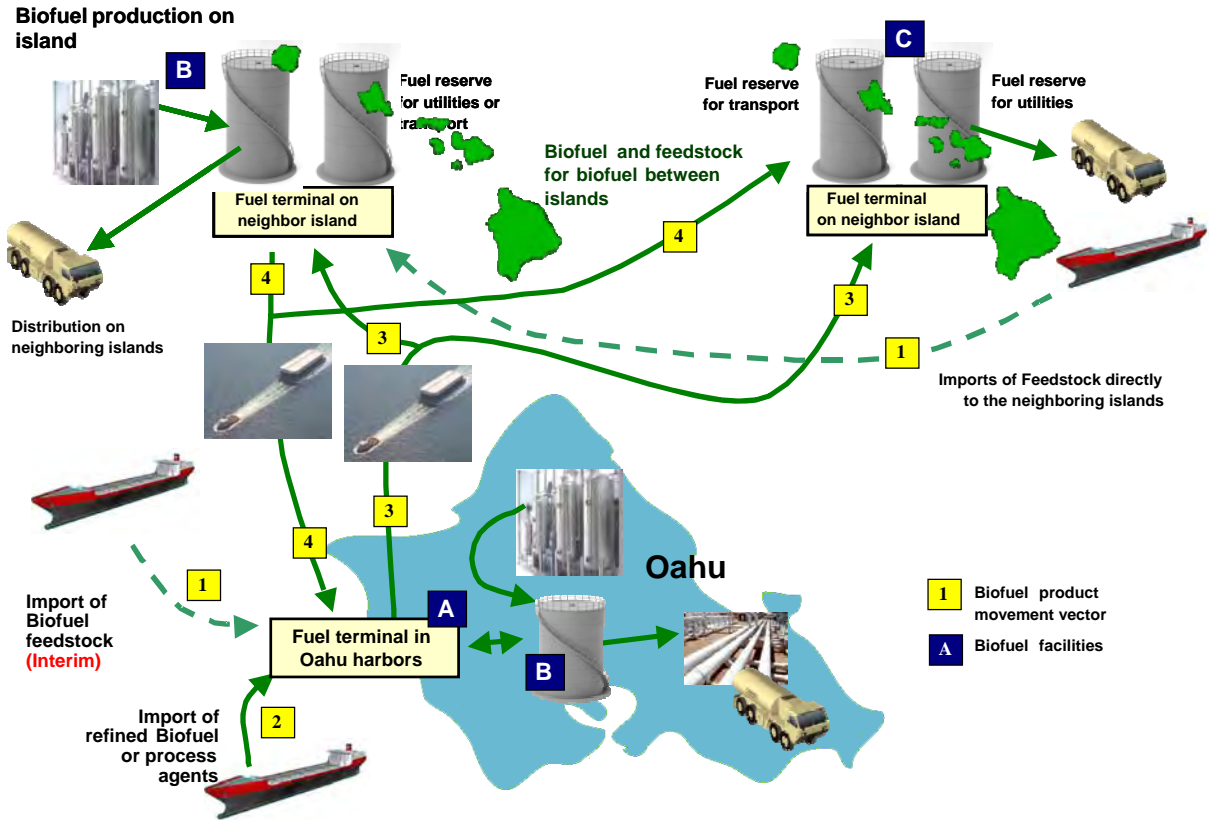 Biofuel production on
island
B
C
Fuel reserve
for utilities or
transport
Fuel reserve
for transport
Fuel reserve
for utilities
Biofuel and feedstock
for biofuel between
islands
Fuel terminal on
neighbor island
Fuel terminal
on neighbor island
4
4
3
3
1
Distribution on
neighboring islands
Imports of Feedstock directly
to the neighboring islands
3
4
1
Oahu
Import of
Biofuel
feedstock
(Interim)
A
Fuel terminal in
Oahu harbors
B
2
Import of
refined Biofuel
or process
agents
1
Biofuel product
movement vector
A
Biofuel facilities